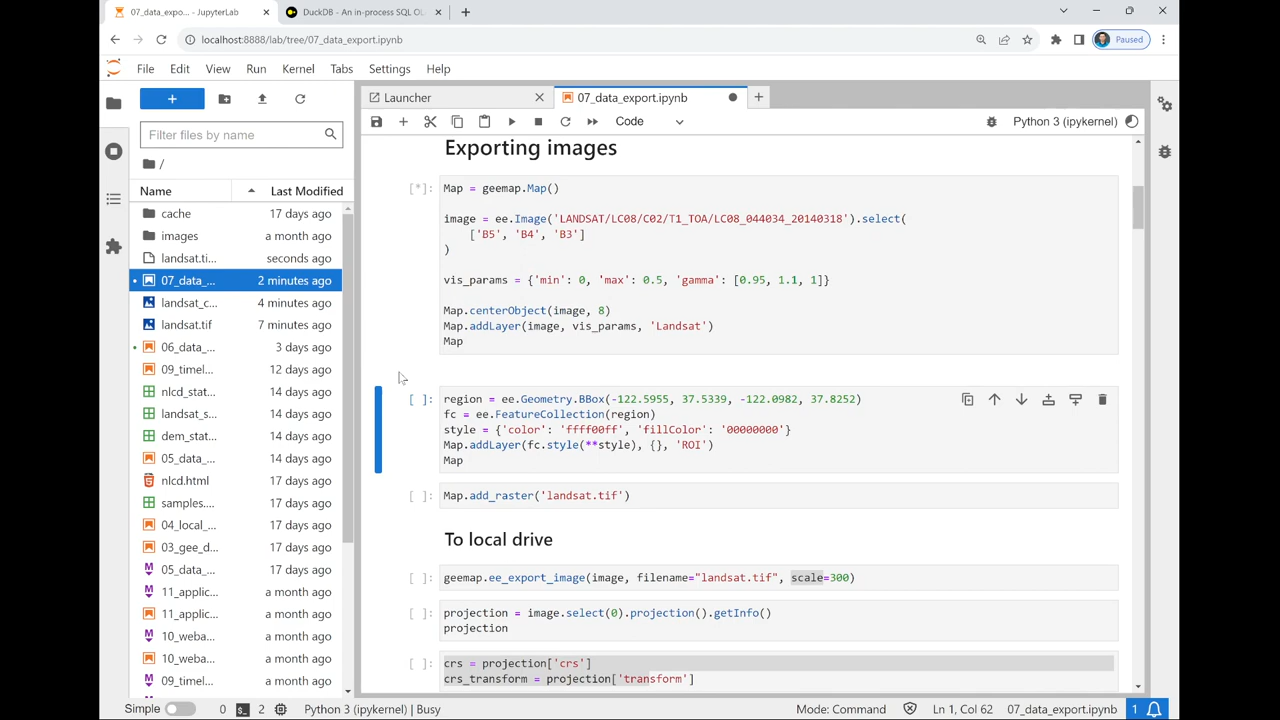 07_data_expo... - JupyterLab
DuckDB - An in-process SQL OL
localhost:8888/lab/tree/07_data_export.ipynb
Paused
File Edit View Run Kernel Tabs Settings Help
Launcher
07_data_export.ipynb
Code
Python 3 (ipykernel)
Filter files by name
/
Name Last Modified
cache 17 days ago
images a month ago
landsat.ti... seconds ago
07_data_... 2 minutes ago
landsat_c... 4 minutes ago
landsat.tif 7 minutes ago
06_data_... 3 days ago
09_timel... 12 days ago
nlcd_stat... 14 days ago
landsat_s... 14 days ago
dem_stat... 14 days ago
05_data_... 14 days ago
nlcd.html 17 days ago
samples.... 17 days ago
04_local_... 17 days ago
03_gee_d... 17 days ago
05_data_... 17 days ago
11_applic... a month ago
11_applic... a month ago
10_weba... a month ago
10_weba... a month ago
09_timel... a month ago
Exporting images
[*]: Map = geemap.Map()
image = ee.Image('LANDSAT/LC08/C02/T1_TOA/LC08_044034_20140318').select(
['B5', 'B4', 'B3']
)
vis_params = {'min': 0, 'max': 0.5, 'gamma': [0.95, 1.1, 1]}
Map.centerObject(image, 8)
Map.addLayer(image, vis_params, 'Landsat')
Map
[ ]: region = ee.Geometry.BBox(-122.5955, 37.5339, -122.0982, 37.8252)
fc = ee.FeatureCollection(region)
style = {'color': 'ffff00ff', 'fillColor': '00000000'}
Map.addLayer(fc.style(**style), {}, 'ROI')
Map
[ ]: Map.add_raster('landsat.tif')
To local drive
[ ]: geemap.ee_export_image(image, filename="landsat.tif", scale=300)
[ ]: projection = image.select(0).projection().getInfo()
projection
[ ]: crs = projection['crs']
crs_transform = projection['transform']
Simple 0 2 Python 3 (ipykernel) | Busy
Mode: Command Ln 1, Col 62 07_data_export.ipynb 1